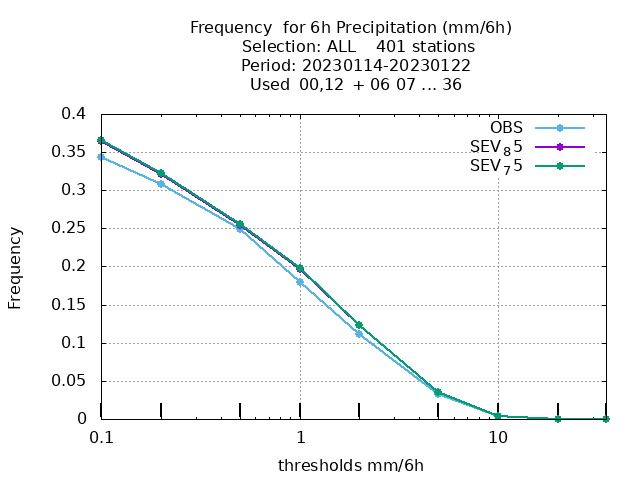 Frequency  for 6h Precipitation (mm/6h)
Selection: ALL    401 stations
Period: 20230114-20230122
Used  00,12  + 06 07 ... 36
0.4
0.35
0.3
0.25
0.2
0.15
0.1
0.05
0
Frequency
OBS
SEV85
SEV75
0.1
1
10
thresholds mm/6h